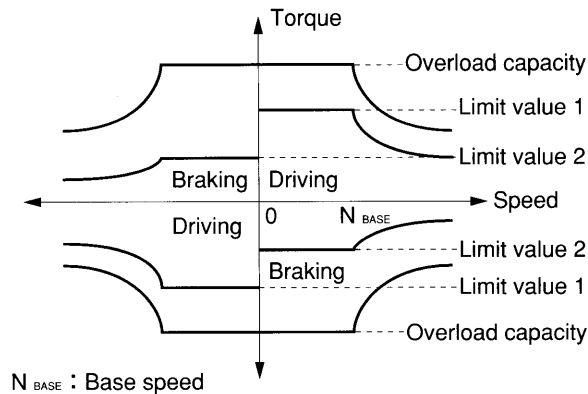 Torque
Overload capacity
Limit value 1
Limit value 2
Braking Driving
Speed
Driving 0 N BASE
Limit value 2
Braking
Limit value 1
Overload capacity
N BASE : Base speed